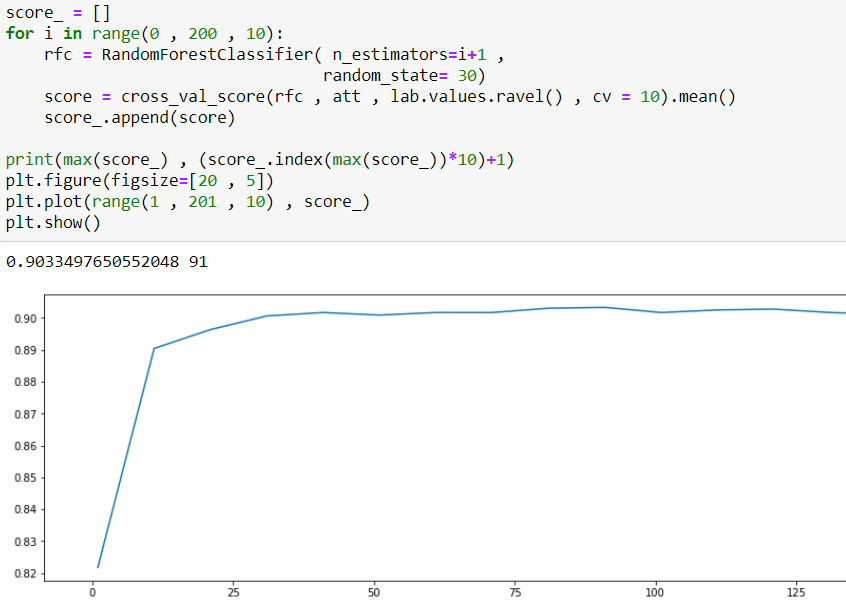 score_ = []
for i in range(0 , 200 , 10):
    rfc = RandomForestClassifier( n_estimators=i+1 ,
                                 random_state= 30)
    score = cross_val_score(rfc , att , lab.values.ravel() , cv = 10).mean()
    score_.append(score)

print(max(score_) , (score_.index(max(score_))*10)+1)
plt.figure(figsize=[20 , 5])
plt.plot(range(1 , 201 , 10) , score_)
plt.show()
0.9033497650552048 91
0.90
0.89
0.88
0.87
0.86
0.85
0.84
0.83
0.82
0 25 50 75 100 125